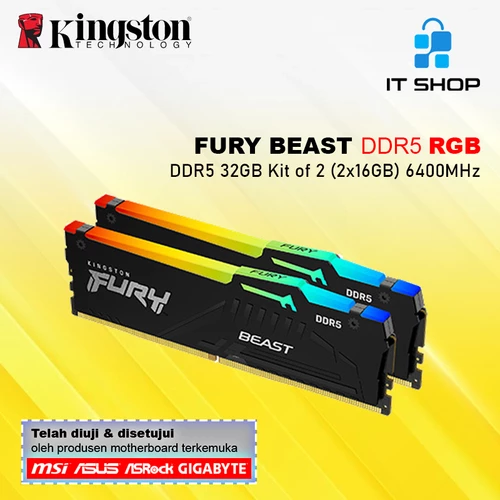 Kingston
TECHNOLOGY
IT SHOP
FURY BEAST DDR5 RGB
DDR5 32GB Kit of 2 (2x16GB) 6400MHz
FURY
DDR5
KINGSTON
FURY
BEAST
DDR5
Telah diuji & disetujui
oleh produsen motherboard terkemuka
msi ASUS ASRock GIGABYTE